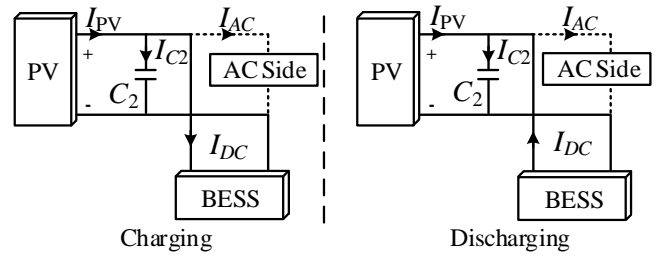 I_PV I_AC
+
PV I_C2 AC Side
-
C_2
I_DC
BESS
Charging
I_PV I_AC
+
PV I_C2 AC Side
-
C_2
I_DC
BESS
Discharging